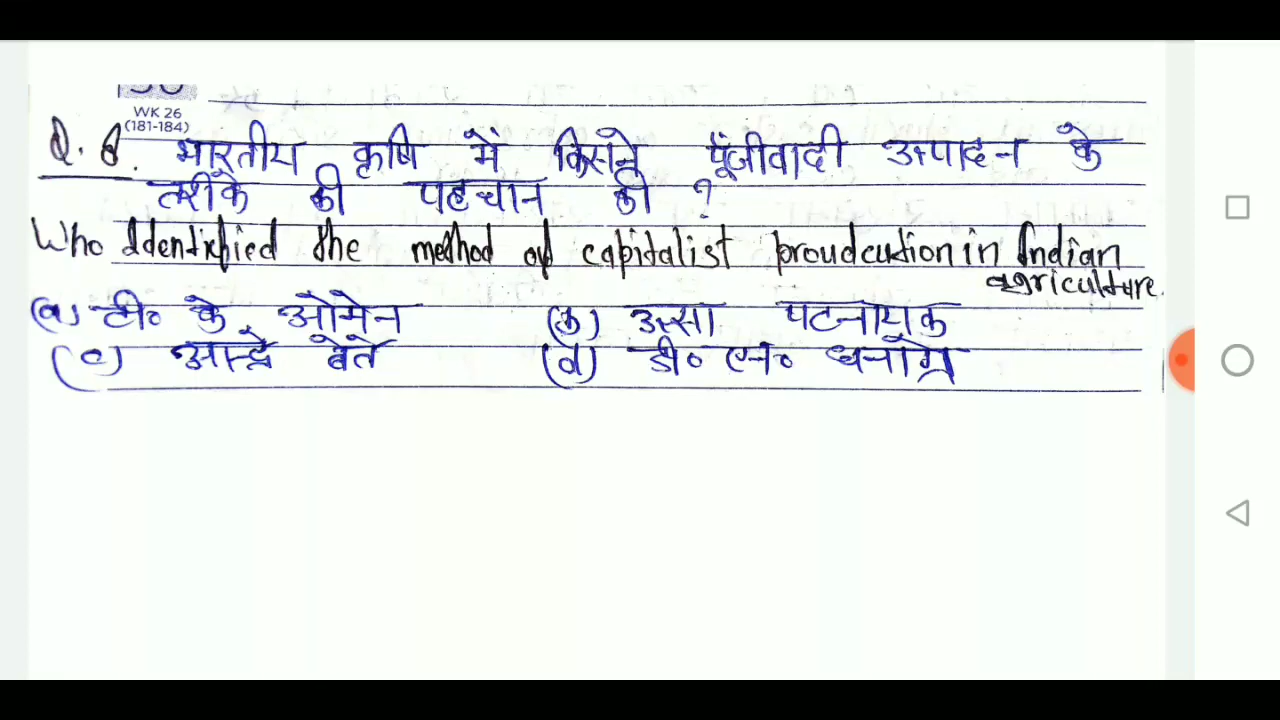 WK 26
(181-184)
Q. 8. भारतीय कृषि में किसने पूंजीवादी उत्पादन के
तरीके की पहचान की ?
Who Identified the method of capitalist proudcution in Indian
agriculture.
(a) टी० के ओमेन (b) उत्सा पटनायक
(c) आन्द्रे बेते (d) डी० एन० धनाग्रे